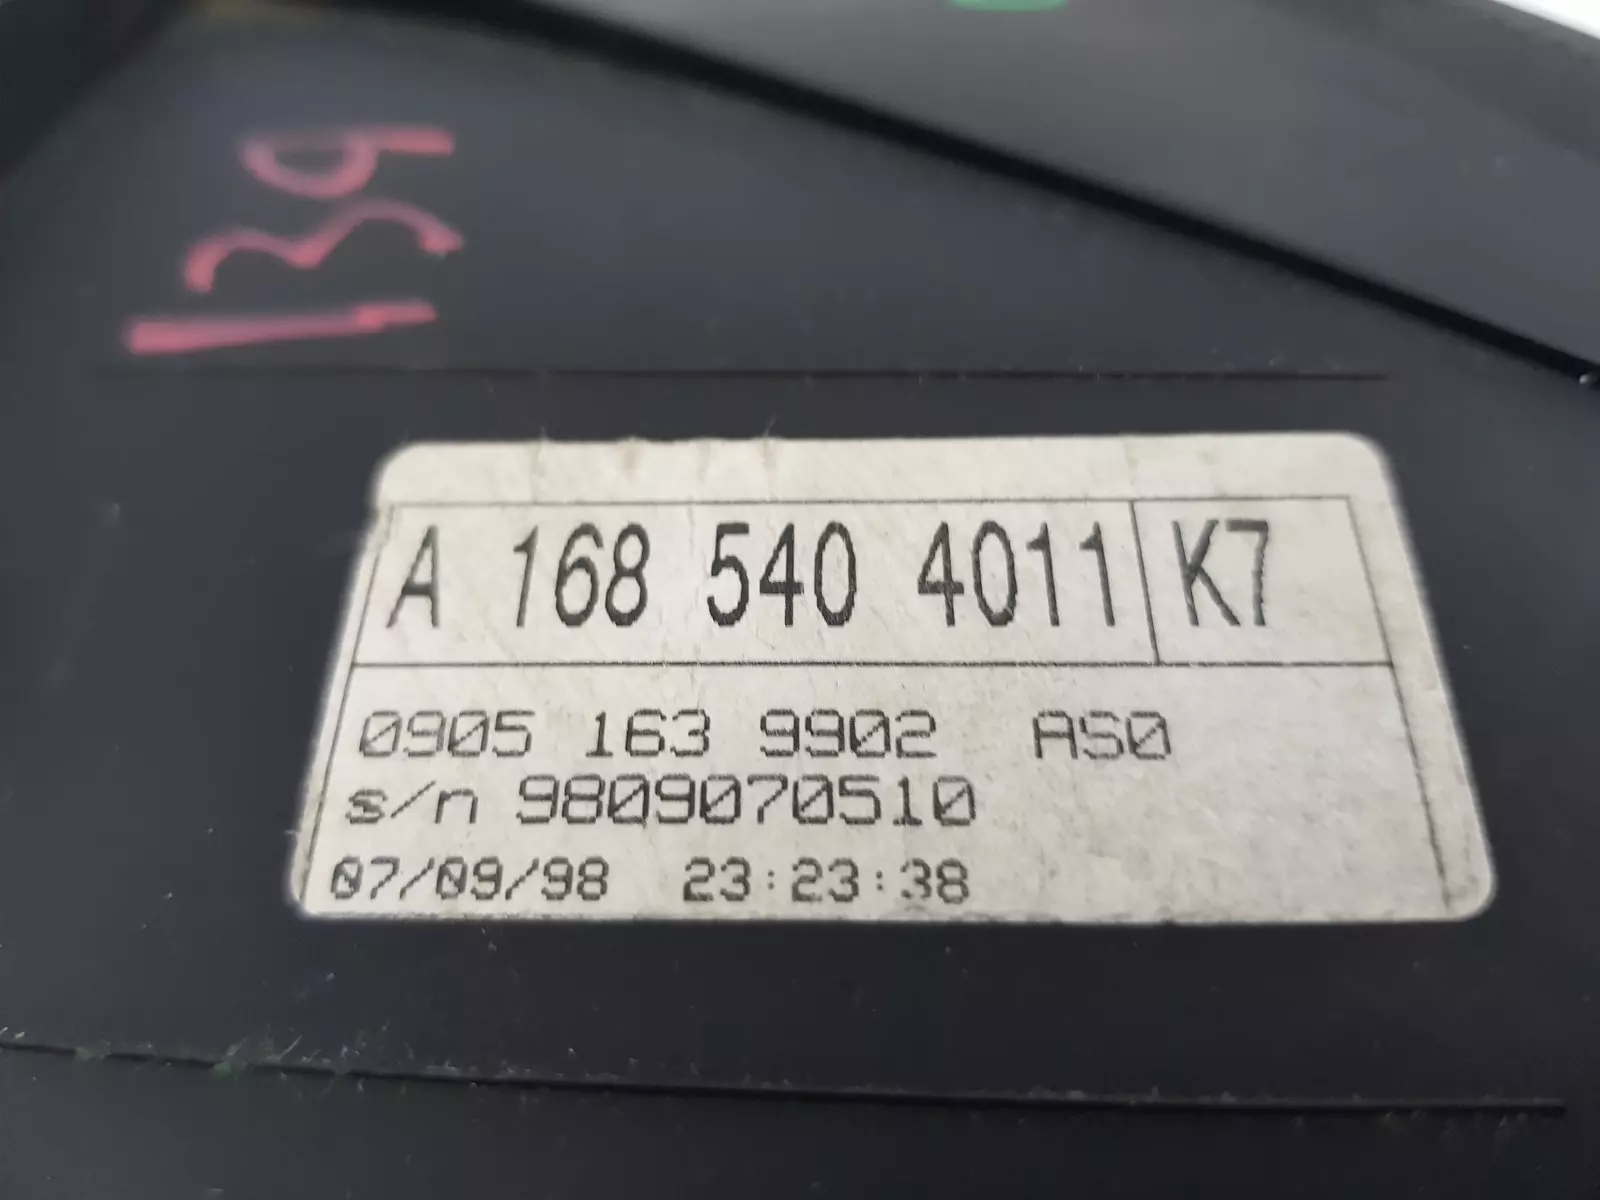 139
A 168 540 4011 K7
0905 163 9902 AS0
s/n 9809070510
07/09/98 23:23:38